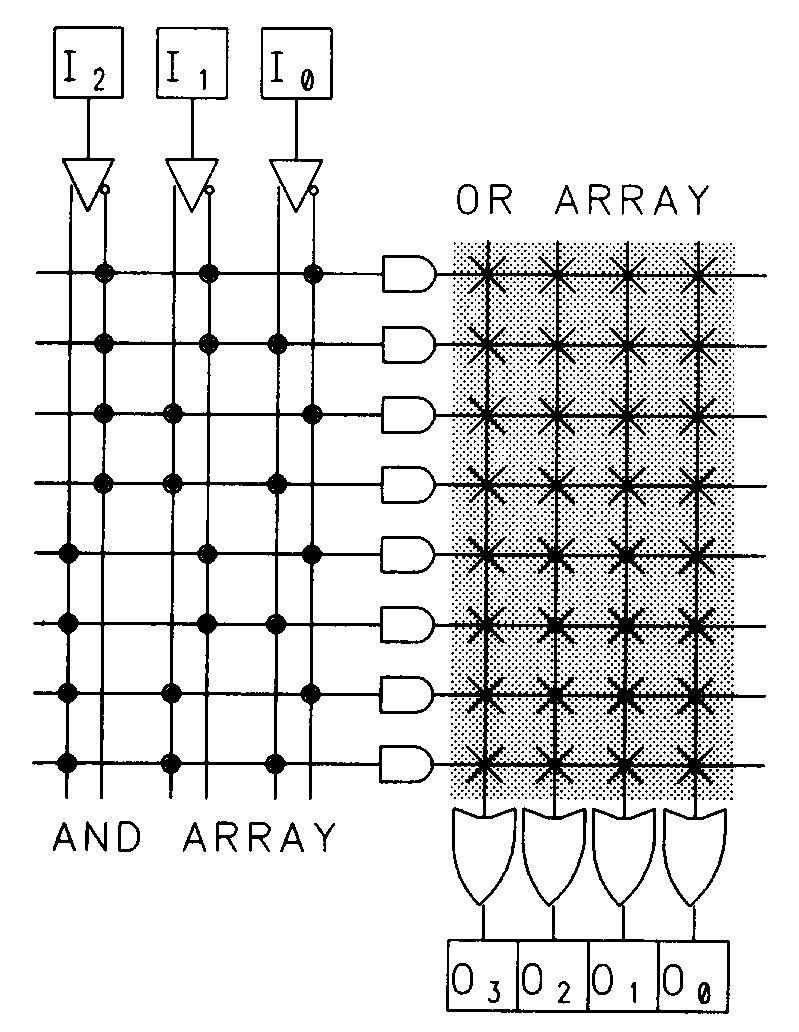 I₂ I₁ I₀
OR ARRAY
AND ARRAY
O₃ O₂ O₁ O₀